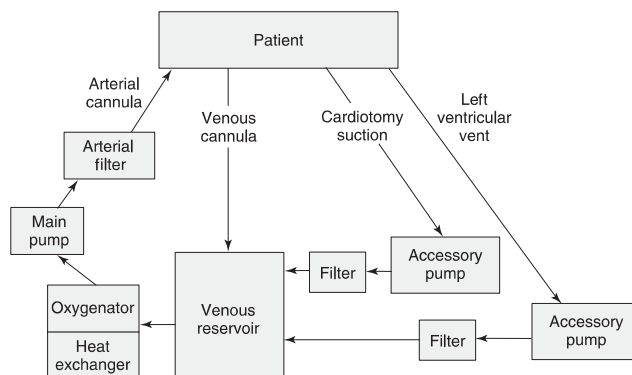 Patient
Arterial
cannula
Venous
cannula
Cardiotomy
suction
Left
ventricular
vent
Arterial
filter
Main
pump
Oxygenator
Heat
exchanger
Venous
reservoir
Filter
Accessory
pump
Filter
Accessory
pump